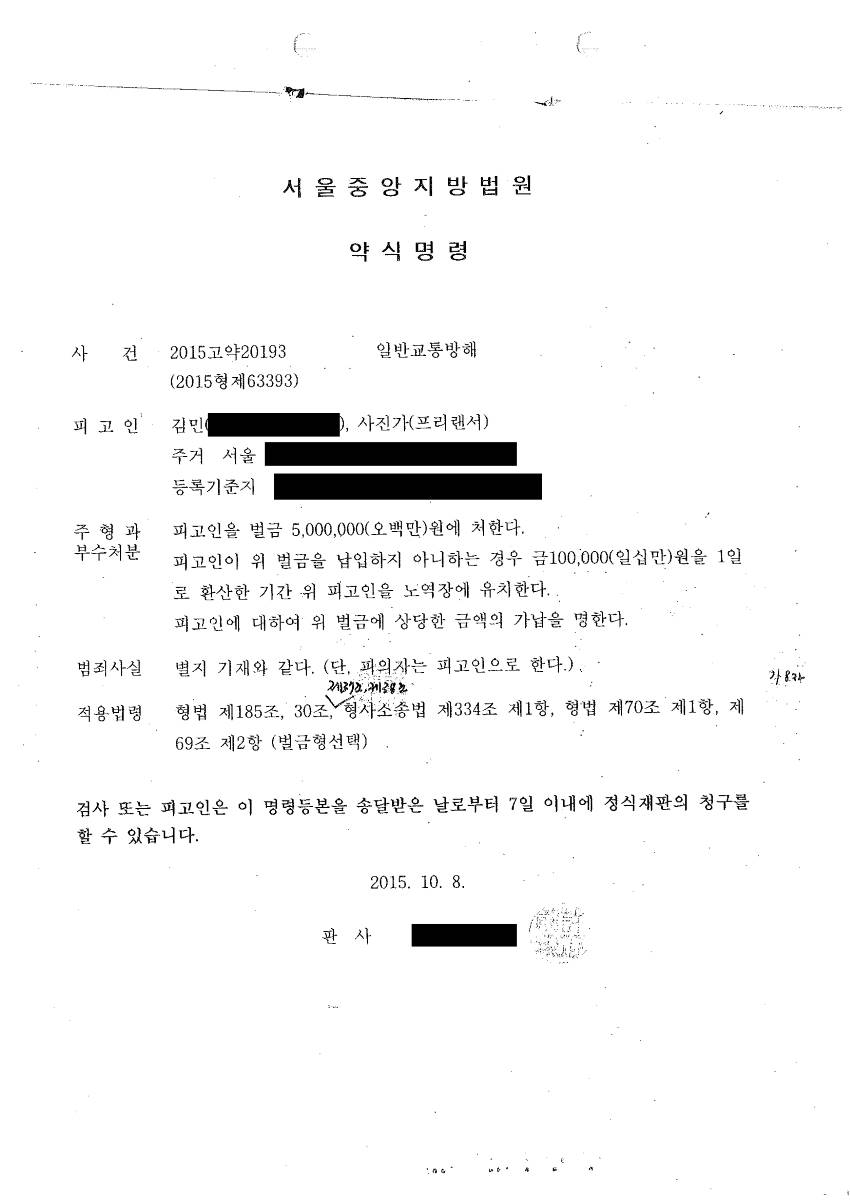 서울중앙지방법원
약식명령
사 건 2015고약20193 일반교통방해
(2015형제63393)
피 고 인 김민( ), 사진가(프리랜서)
주거 서울
등록기준지
주 형 과 피고인을 벌금 5,000,000(오백만)원에 처한다.
부수처분 피고인이 위 벌금을 납입하지 아니하는 경우 금100,000(일십만)원을 1일
로 환산한 기간 위 피고인을 노역장에 유치한다.
피고인에 대하여 위 벌금에 상당한 금액의 가납을 명한다.
범죄사실 별지 기재와 같다. (단, 피의자는 피고인으로 한다.)
제37조, 제38조
적용법령 형법 제185조, 30조, 형사소송법 제334조 제1항, 형법 제70조 제1항, 제
69조 제2항 (벌금형선택)
검사 또는 피고인은 이 명령등본을 송달받은 날로부터 7일 이내에 정식재판의 청구를
할 수 있습니다.
2015. 10. 8.
판 사